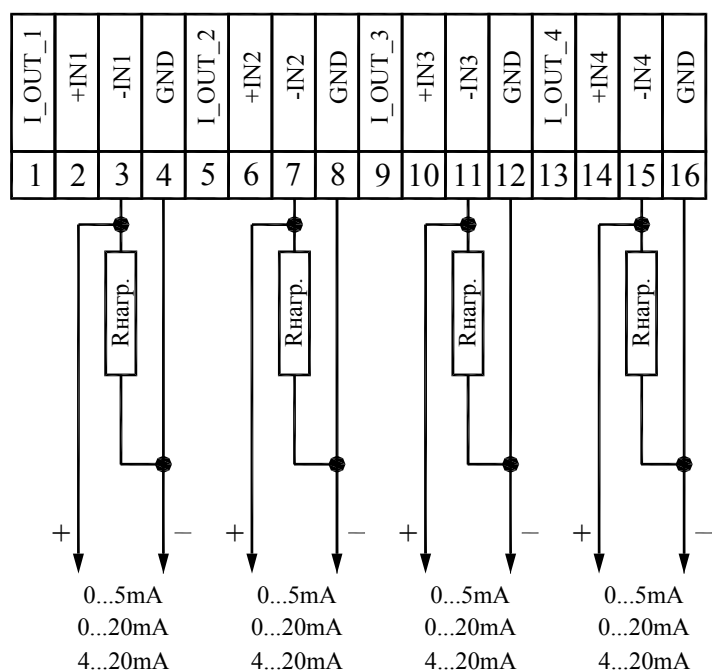 I_OUT_1 +IN1 -IN1 GND I_OUT_2 +IN2 -IN2 GND I_OUT_3 +IN3 -IN3 GND I_OUT_4 +IN4 -IN4 GND
1 2 3 4 5 6 7 8 9 10 11 12 13 14 15 16
Rнагр. Rнагр. Rнагр. Rнагр.
+ − + − + − + −
0...5mA 0...5mA 0...5mA 0...5mA
0...20mA 0...20mA 0...20mA 0...20mA
4...20mA 4...20mA 4...20mA 4...20mA